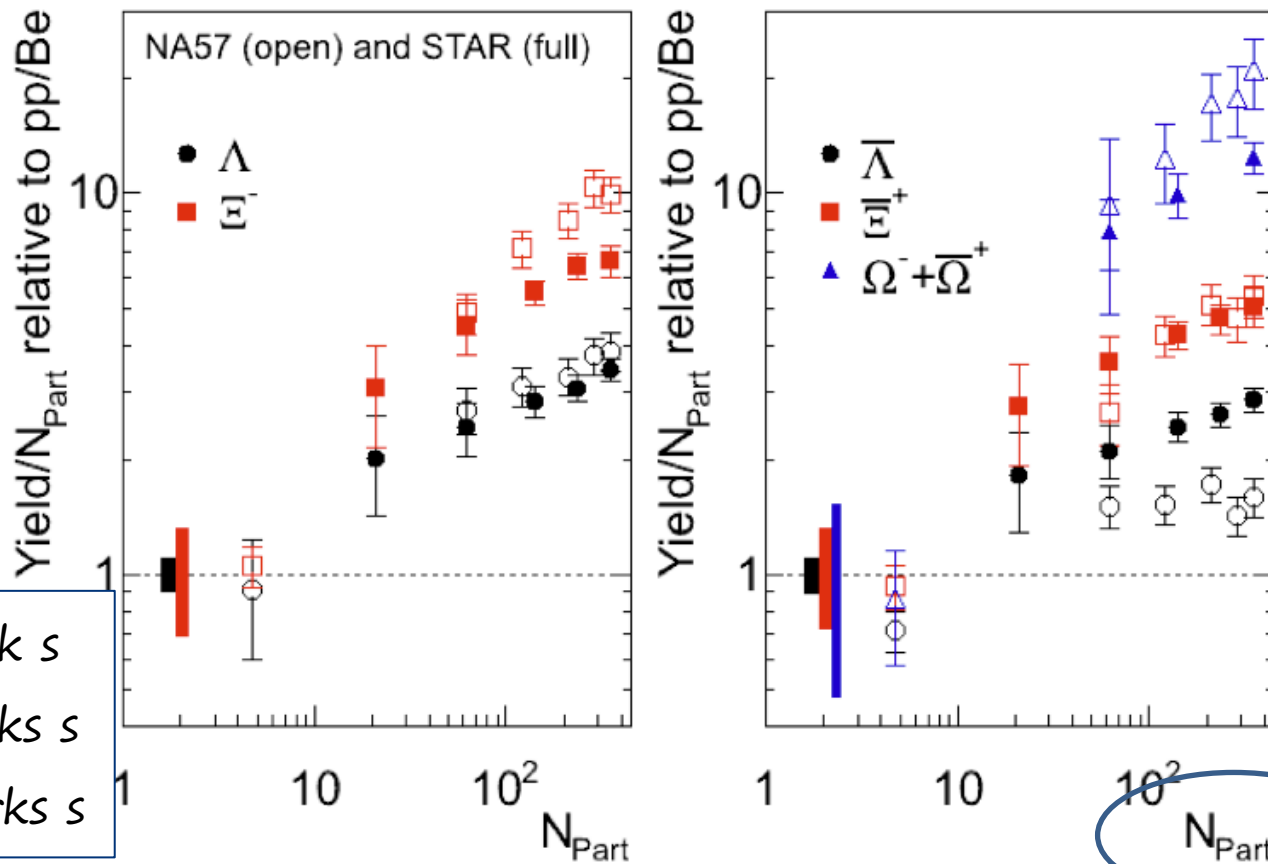 Yield/N_Part relative to pp/Be
NA57 (open) and STAR (full)
Λ
Ξ⁻
10
1
1
10
10²
N_Part
Yield/N_Part relative to pp/Be
Λ̅
Ξ̅⁺
Ω⁻+Ω̅⁺
10
1
1
10
10²
N_Part
k s
ks s
rks s